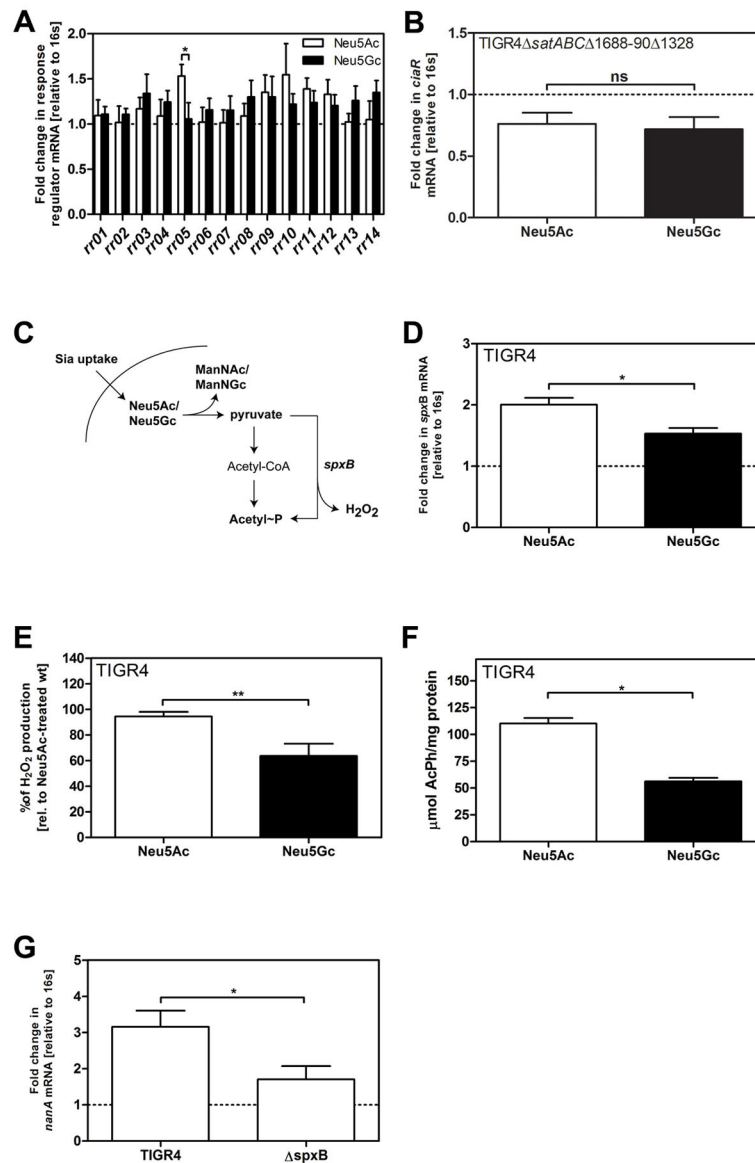 A
Fold change in response
regulator mRNA [relative to 16s]
2.0
1.5
1.0
0.5
0.0
*
Neu5Ac
Neu5Gc
rr01
rr02
rr03
rr04
rr05
rr06
rr07
rr08
rr09
rr10
rr11
rr12
rr13
rr14
B
TIGR4ΔsatABCΔ1688-90Δ1328
Fold change in ciaR
mRNA [relative to 16s]
1.5
1.0
0.5
0.0
ns
Neu5Ac
Neu5Gc
C
Sia uptake
Neu5Ac/
Neu5Gc
ManNAc/
ManNGc
pyruvate
Acetyl-CoA
spxB
Acetyl~P
H2O2
D
TIGR4
Fold change in spxB mRNA
[relative to 16s]
3
2
1
0
*
Neu5Ac
Neu5Gc
E
TIGR4
%of H2O2 production
[rel. to Neu5Ac-treated wt]
140
120
100
80
60
40
20
0
**
Neu5Ac
Neu5Gc
F
TIGR4
μmol AcPh/mg protein
150
125
100
75
50
25
0
*
Neu5Ac
Neu5Gc
G
Fold change in
nanA mRNA [relative to 16s]
5
4
3
2
1
0
*
TIGR4
ΔspxB